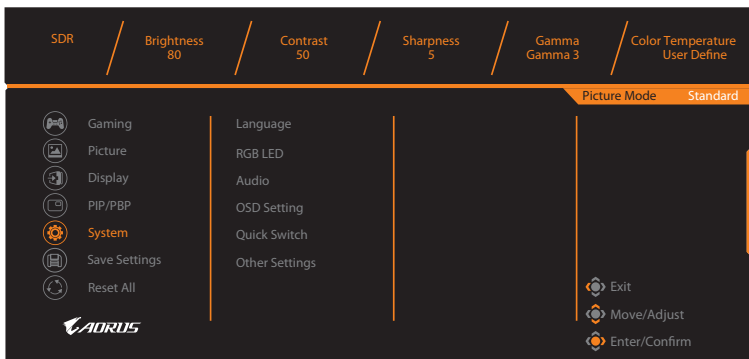 SDR Brightness Contrast Sharpness Gamma Color Temperature
80 50 5 Gamma 3 User Define
Picture Mode Standard
Gaming Language
Picture RGB LED
Display Audio
PIP/PBP OSD Setting
System Quick Switch
Save Settings Other Settings
Reset All Exit
AORUS Move/Adjust
Enter/Confirm